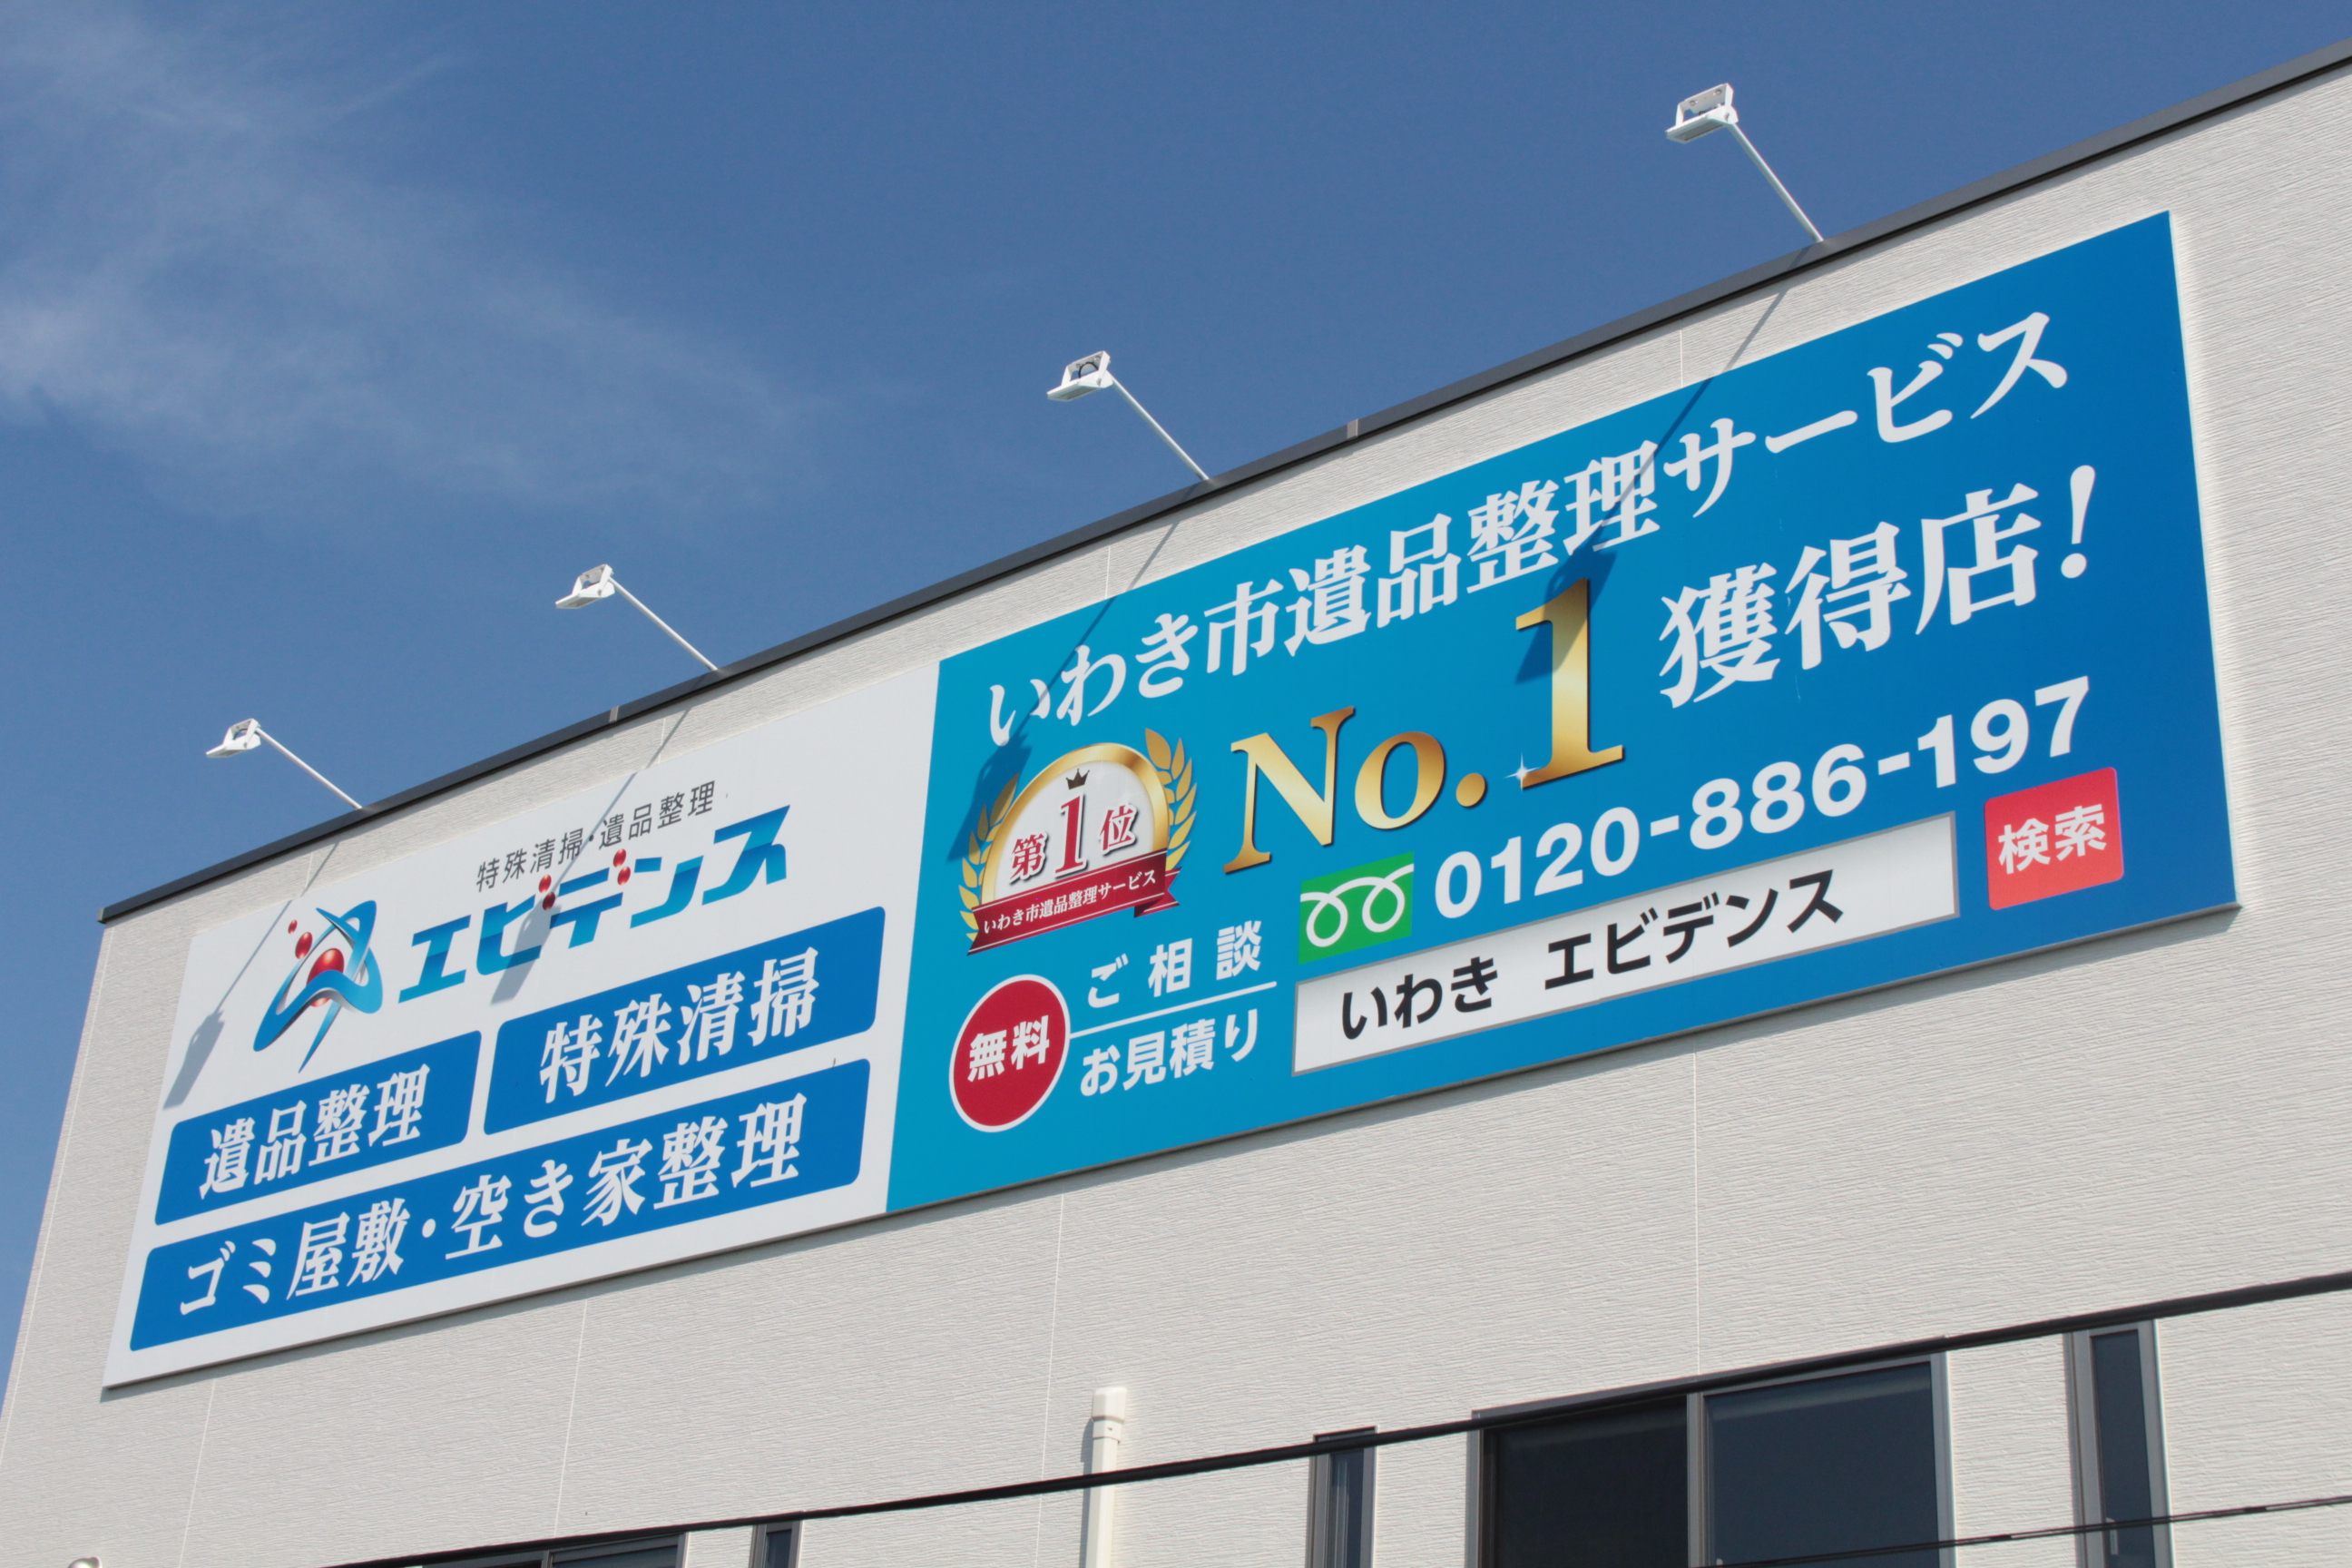 特殊清掃・遺品整理
エビデンス
遺品整理
特殊清掃
ゴミ屋敷・空き家整理
いわき市遺品整理サービス
第1位
いわき市遺品整理サービス
No.1 獲得店!
0120-886-197
無料
ご相談
お見積り
いわき エビデンス
検索